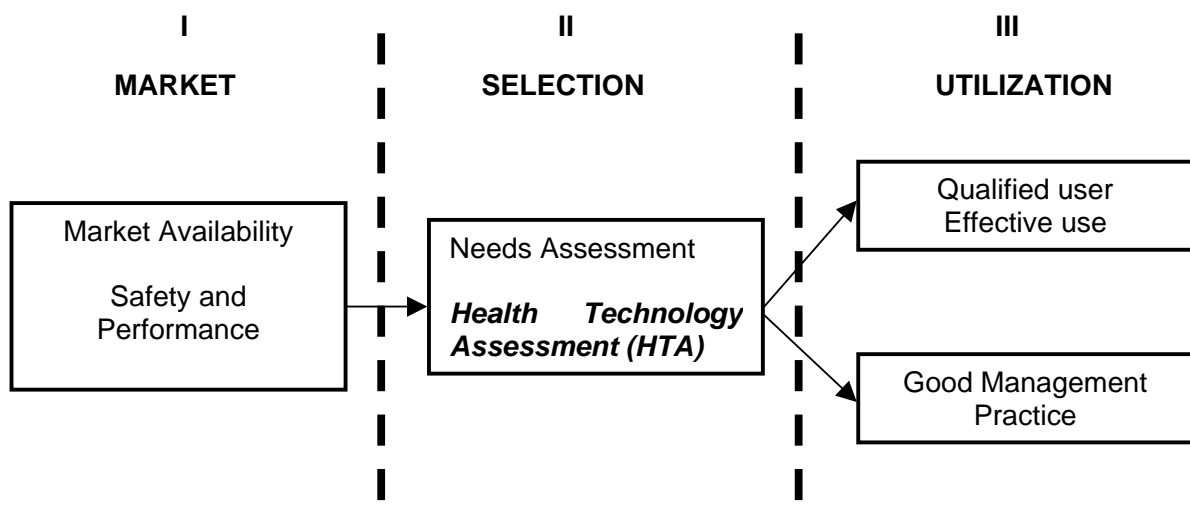 I
MARKET
Market Availability
Safety and
Performance
II
SELECTION
Needs Assessment
Health Technology
Assessment (HTA)
III
UTILIZATION
Qualified user
Effective use
Good Management
Practice